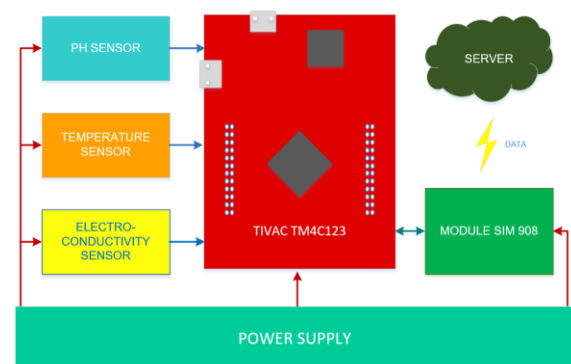 PH SENSOR
SERVER
TEMPERATURE
SENSOR
DATA
ELECTRO-
CONDUCTIVITY
SENSOR
TIVAC TM4C123
MODULE SIM 908
POWER SUPPLY